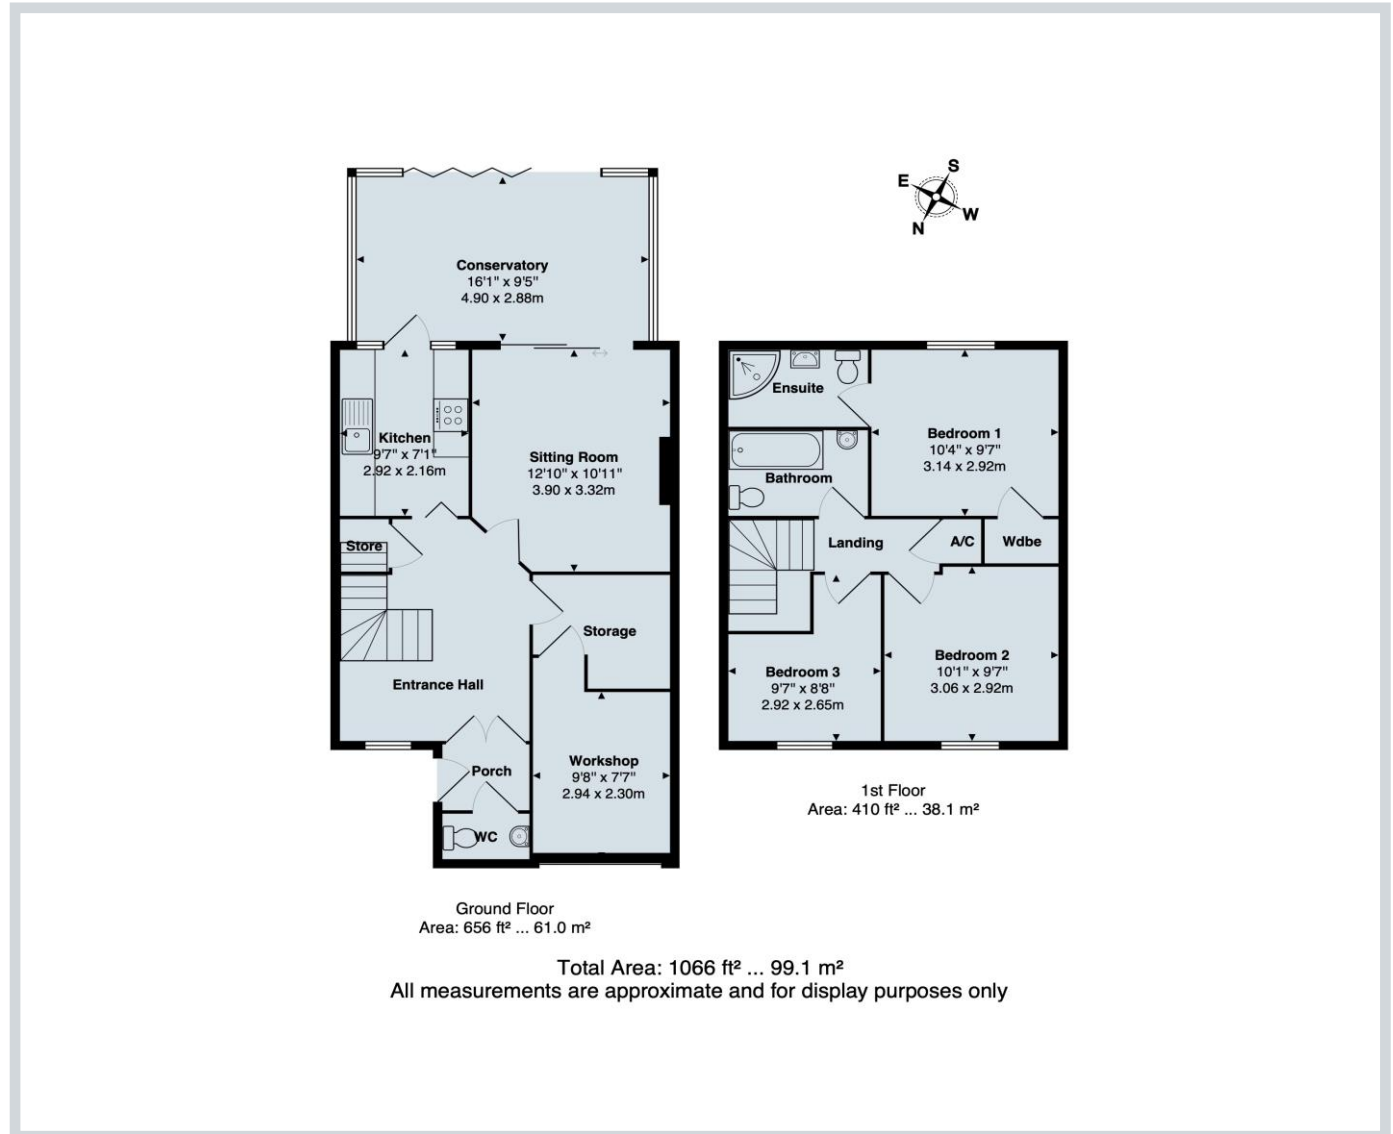 S
E
W
N
Conservatory
16'1" x 9'5"
4.90 x 2.88m
Kitchen
9'7" x 7'1"
2.92 x 2.16m
Sitting Room
12'10" x 10'11"
3.90 x 3.32m
Store
Storage
Entrance Hall
Porch
Workshop
9'8" x 7'7"
2.94 x 2.30m
WC
Ground Floor
Area: 656 ft² ... 61.0 m²
Ensuite
Bedroom 1
10'4" x 9'7"
3.14 x 2.92m
Bathroom
Landing
A/C
Wdbe
Bedroom 2
10'1" x 9'7"
3.06 x 2.92m
Bedroom 3
9'7" x 8'8"
2.92 x 2.65m
1st Floor
Area: 410 ft² ... 38.1 m²
Total Area: 1066 ft² ... 99.1 m²
All measurements are approximate and for display purposes only